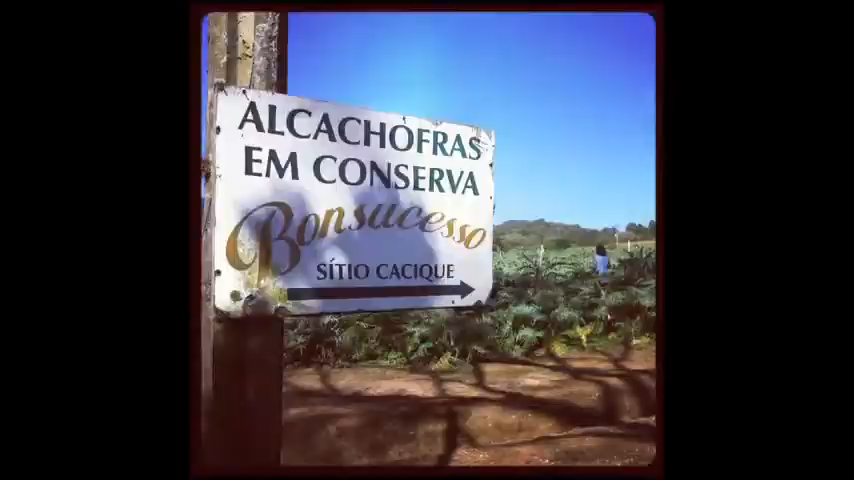 ALCACHOFRAS
EM CONSERVA
Bonsucesso
SÍTIO CACIQUE